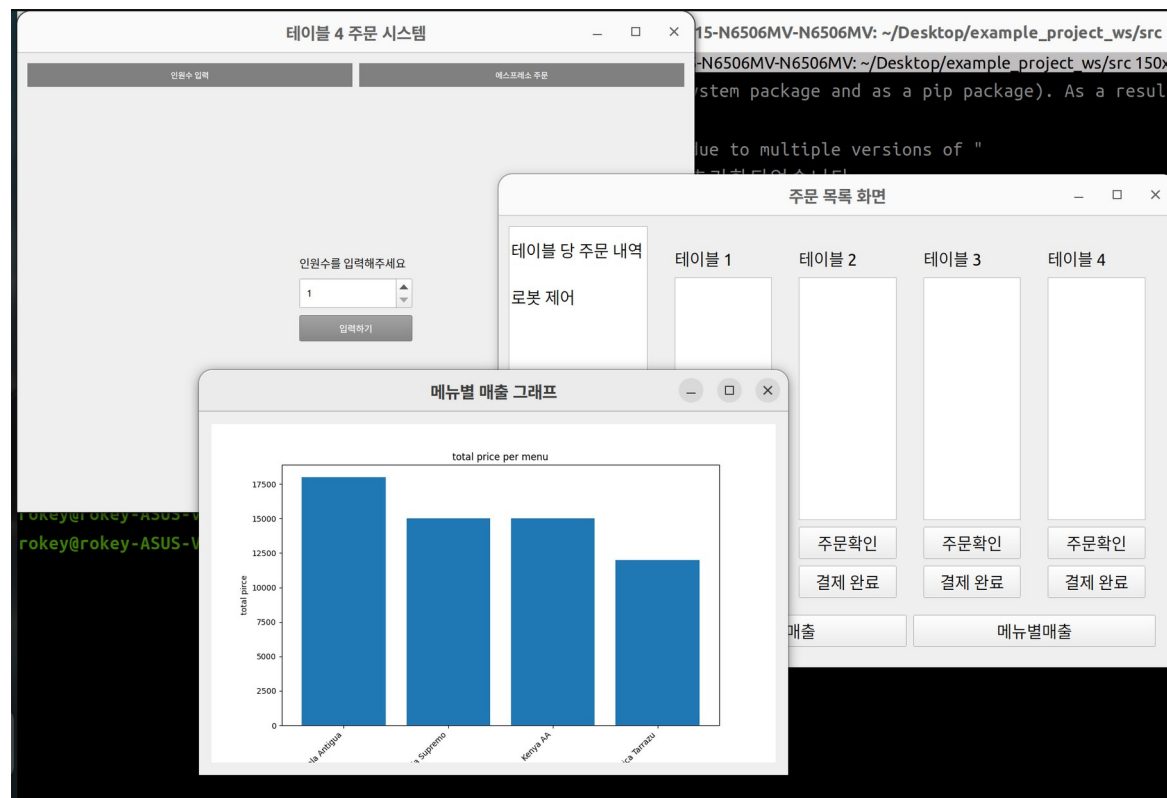 테이블 4 주문 시스템
인원수 입력
에스프레소 주문
인원수를 입력해주세요
1
입력하기
15-N6506MV-N6506MV: ~/Desktop/example_project_ws/src
-N6506MV-N6506MV: ~/Desktop/example_project_ws/src 150x
stem package and as a pip package). As a resul
due to multiple versions of "
주문 목록 화면
테이블 당 주문 내역
로봇 제어
테이블 1
테이블 2
테이블 3
테이블 4
주문확인
주문확인
주문확인
결제 완료
결제 완료
결제 완료
매출
메뉴별매출
메뉴별 매출 그래프
total price per menu
total pirce
17500
15000
12500
10000
7500
5000
2500
0
la Antigua
Supremo
Kenya AA
ica Tarrazu
rokey@rokey-ASUS-V
rokey@rokey-ASUS-V